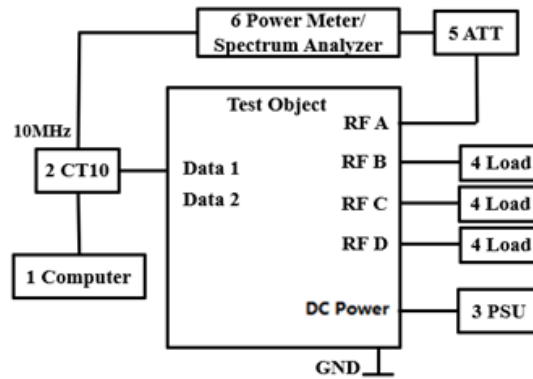 6 Power Meter/
Spectrum Analyzer
5 ATT
Test Object
RF A
10MHz
2 CT10
Data 1
RF B
4 Load
Data 2
RF C
4 Load
RF D
4 Load
1 Computer
DC Power
3 PSU
GND